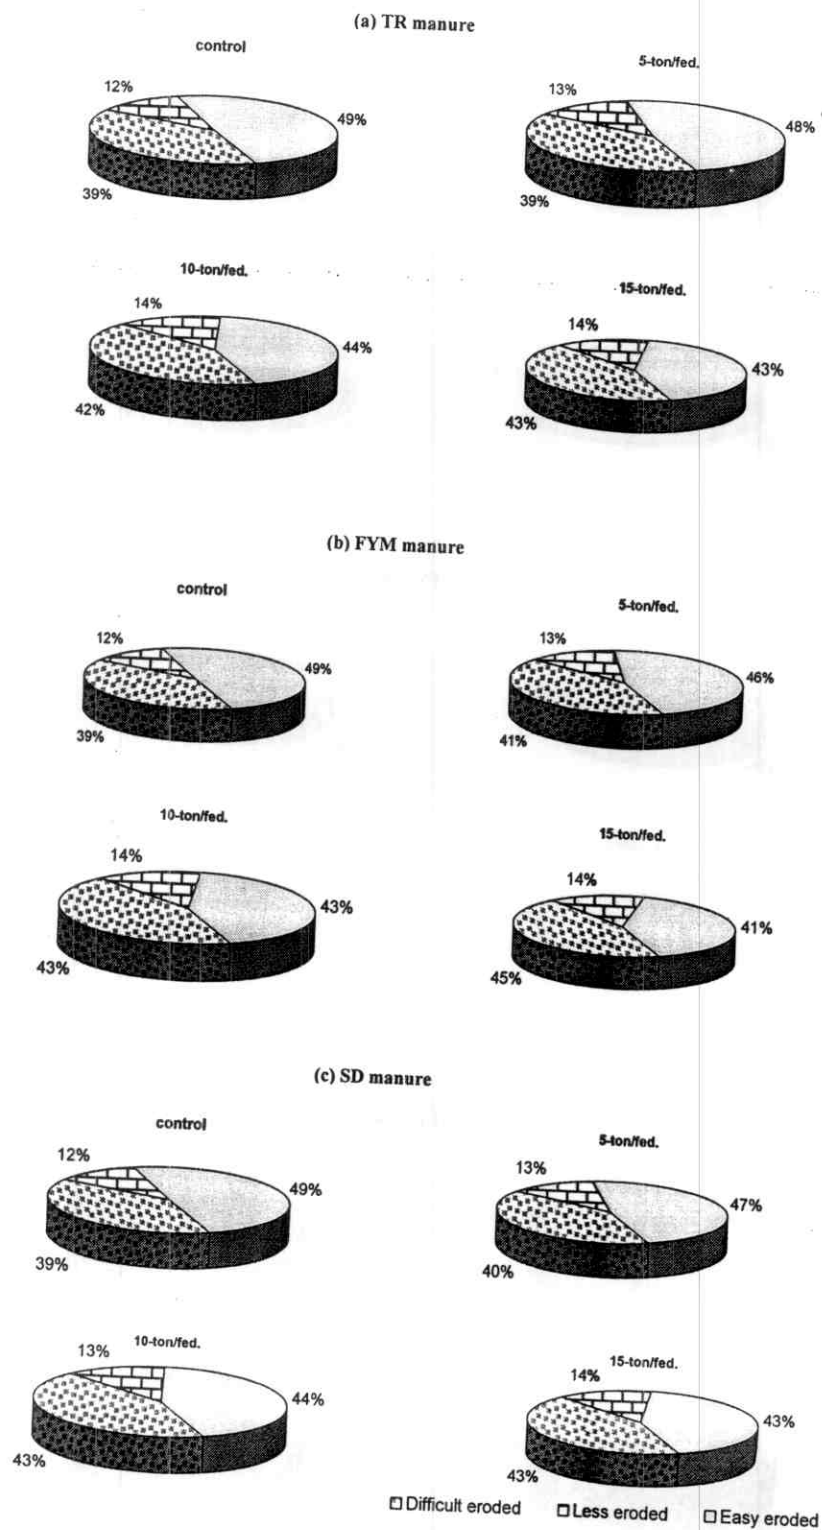 (a) TR manure
control
5-ton/fed.
12%
49%
39%
13%
48%
39%
10-ton/fed.
15-ton/fed.
14%
44%
42%
14%
43%
43%
(b) FYM manure
control
5-ton/fed.
12%
49%
39%
13%
46%
41%
10-ton/fed.
15-ton/fed.
14%
43%
43%
14%
41%
45%
(c) SD manure
control
5-ton/fed.
12%
49%
39%
13%
47%
40%
10-ton/fed.
15-ton/fed.
13%
44%
43%
14%
43%
43%
Difficult eroded Less eroded Easy eroded